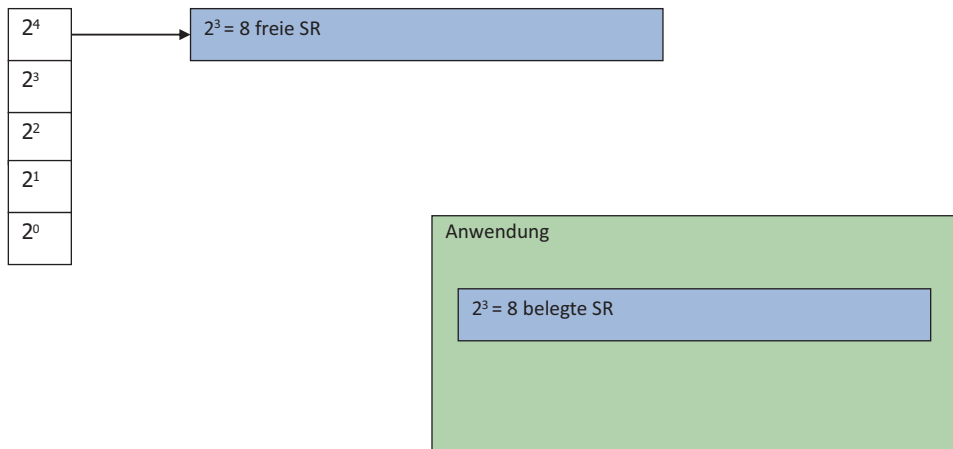 2⁴
2³ = 8 freie SR
2³
2²
2¹
2⁰
Anwendung
2³ = 8 belegte SR